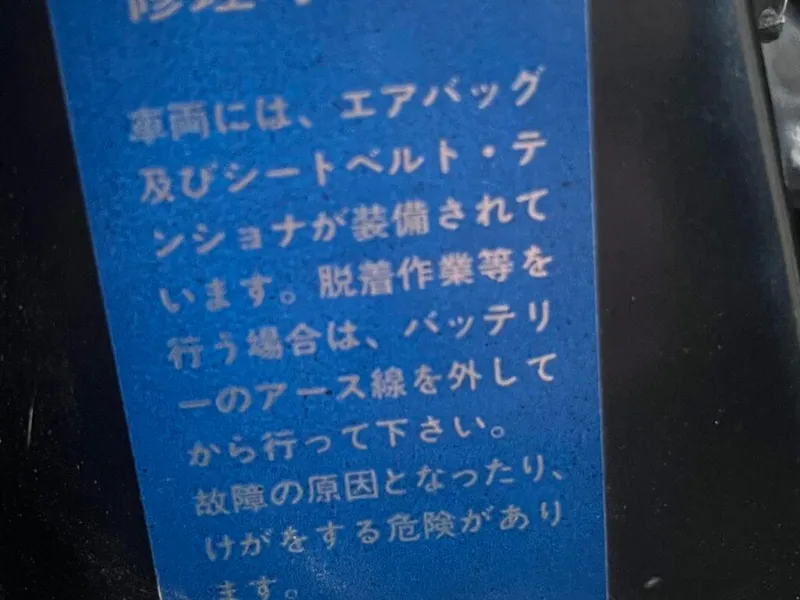 修理
車両には、エアバッグ
及びシートベルト・テ
ンショナが装備されて
います。脱着作業等を
行う場合は、バッテリ
ーのアース線を外して
から行って下さい。
故障の原因となったり、
けがをする危険があり
ます。